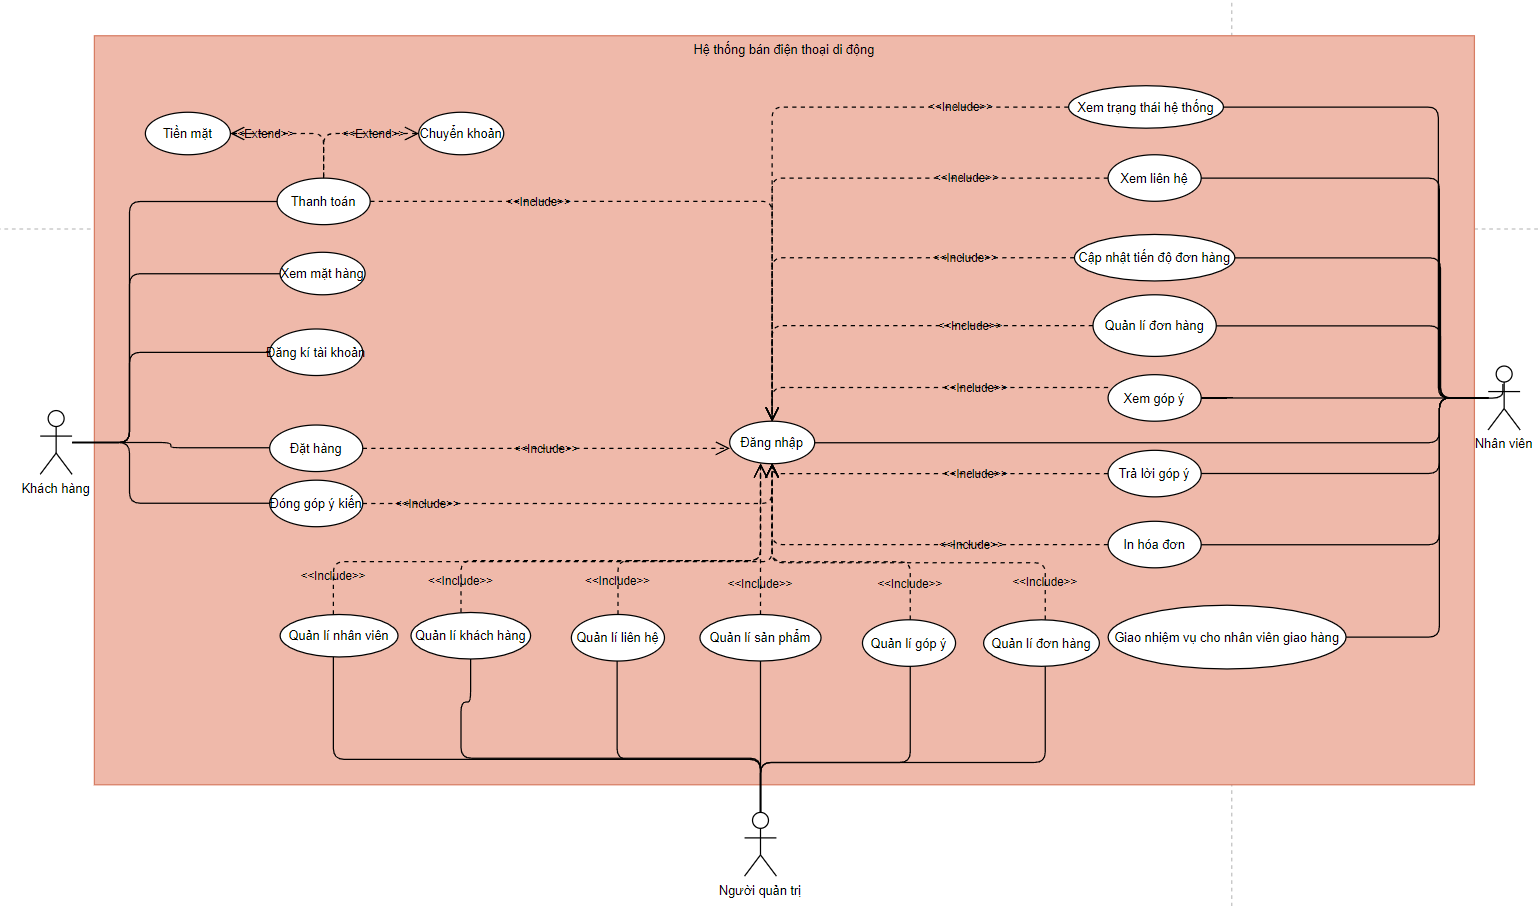 Hệ thống bán điện thoại di động
<<Include>>
Xem trạng thái hệ thống
Tiền mặt
<<Extend>>
<<Extend>>
Chuyển khoản
<<Include>>
Xem liên hệ
Thanh toán
<<Include>>
<<Include>>
Cập nhật tiến độ đơn hàng
Xem mặt hàng
<<Include>>
Quản lí đơn hàng
Đăng kí tài khoản
<<Include>>
Xem góp ý
Đặt hàng
<<Include>>
Đăng nhập
Nhân viên
<<Include>>
Trả lời góp ý
Khách hàng
Đóng góp ý kiến
<<Include>>
<<Include>>
In hóa đơn
<<Include>>
<<Include>>
<<Include>>
<<Include>>
<<Include>>
<<Include>>
Quản lí nhân viên
Quản lí khách hàng
Quản lí liên hệ
Quản lí sản phẩm
Quản lí góp ý
Quản lí đơn hàng
Giao nhiệm vụ cho nhân viên giao hàng
Người quản trị